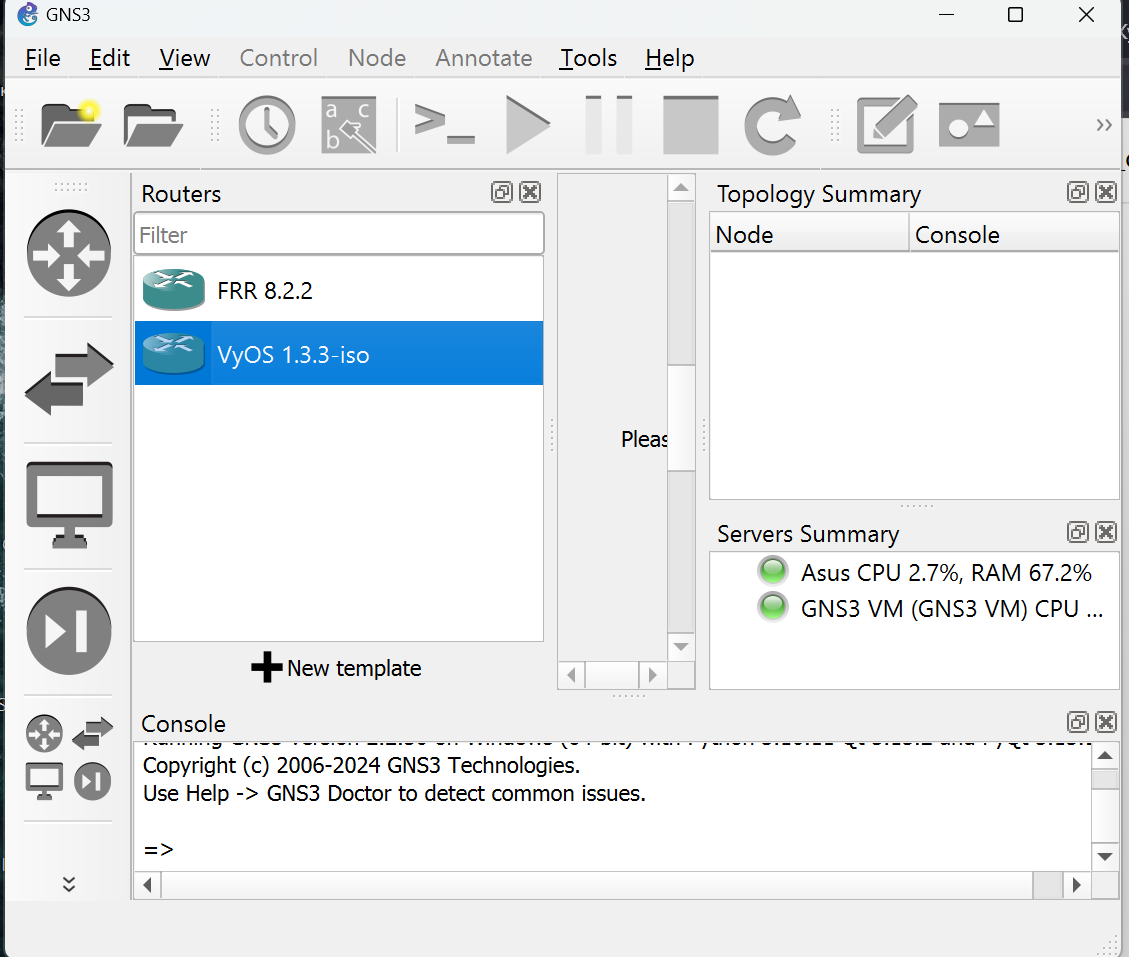 GNS3
File Edit View Control Node Annotate Tools Help
a c
b
Routers
Filter
FRR 8.2.2
VyOS 1.3.3-iso
New template
Pleas
Topology Summary
Node Console
Servers Summary
Asus CPU 2.7%, RAM 67.2%
GNS3 VM (GNS3 VM) CPU ...
Console
Copyright (c) 2006-2024 GNS3 Technologies.
Use Help -> GNS3 Doctor to detect common issues.
=>